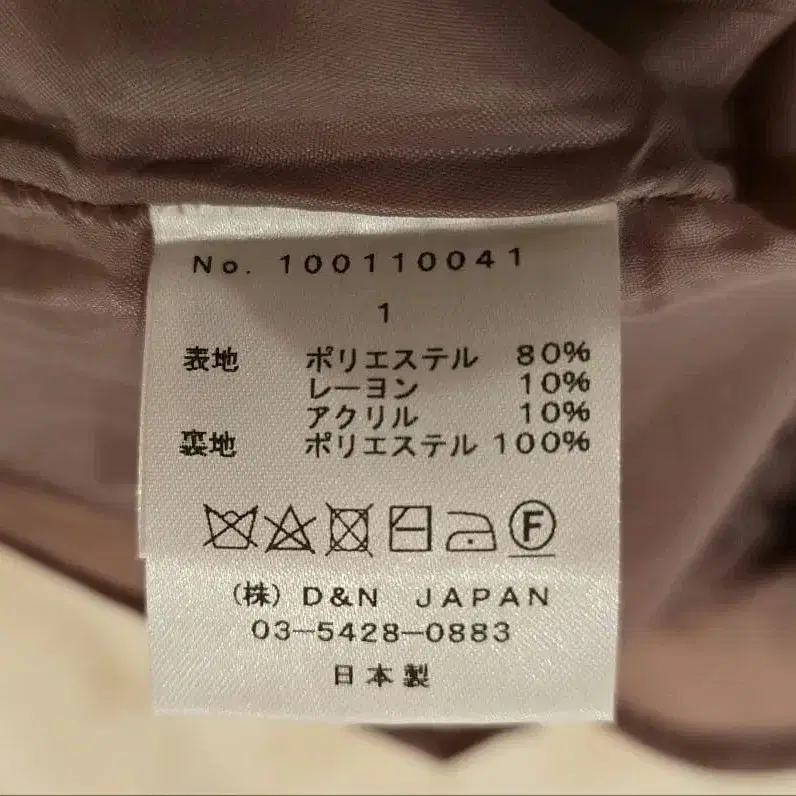 No. 100110041
1
表地 ポリエステル 80%
レーヨン 10%
アクリル 10%
裏地 ポリエステル 100%
F
(株) D&N JAPAN
03-5428-0883
日本製